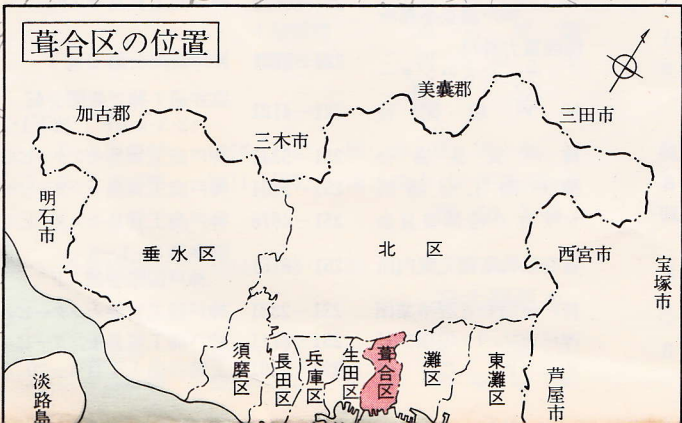 葺合区の位置
美嚢郡
加古郡
三田市
三木市
明石市
垂水区
北区
西宮市
宝塚市
須磨区
長田区
兵庫区
生田区
葺合区
灘区
東灘区
芦屋市
淡路島